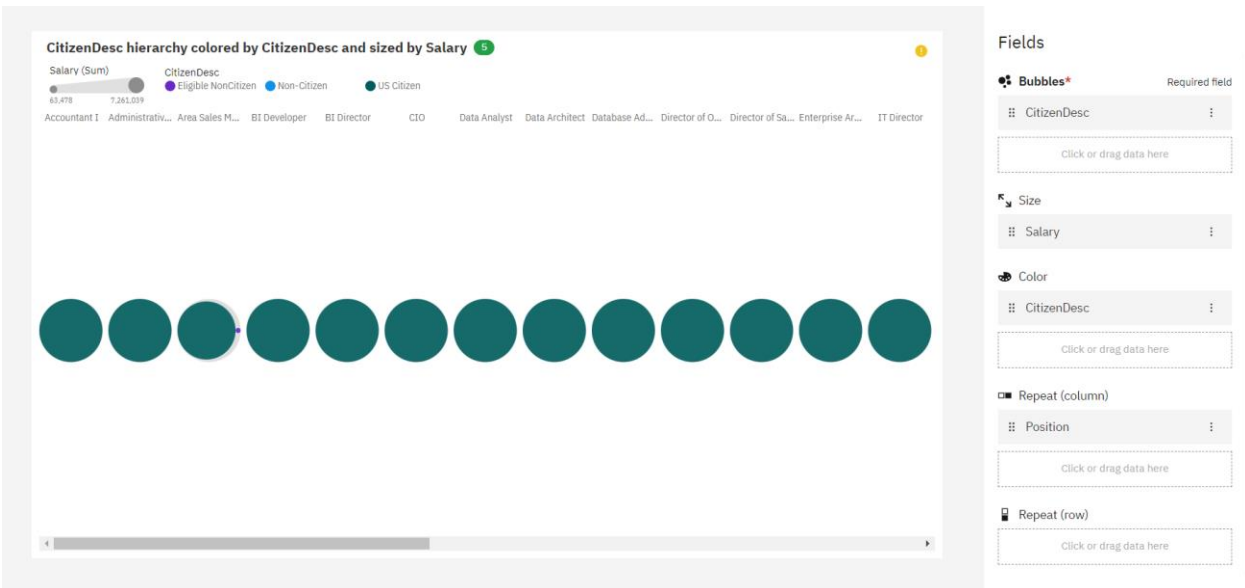 CitizenDesc hierarchy colored by CitizenDesc and sized by Salary 5
Salary (Sum)
63,478 7,261,039
CitizenDesc
Eligible NonCitizen Non-Citizen US Citizen
Accountant I Administrativ... Area Sales M... BI Developer BI Director CIO Data Analyst Data Architect Database Ad... Director of O... Director of Sa... Enterprise Ar... IT Director
Fields
Bubbles* Required field
CitizenDesc
Click or drag data here
Size
Salary
Color
CitizenDesc
Click or drag data here
Repeat (column)
Position
Click or drag data here
Repeat (row)
Click or drag data here